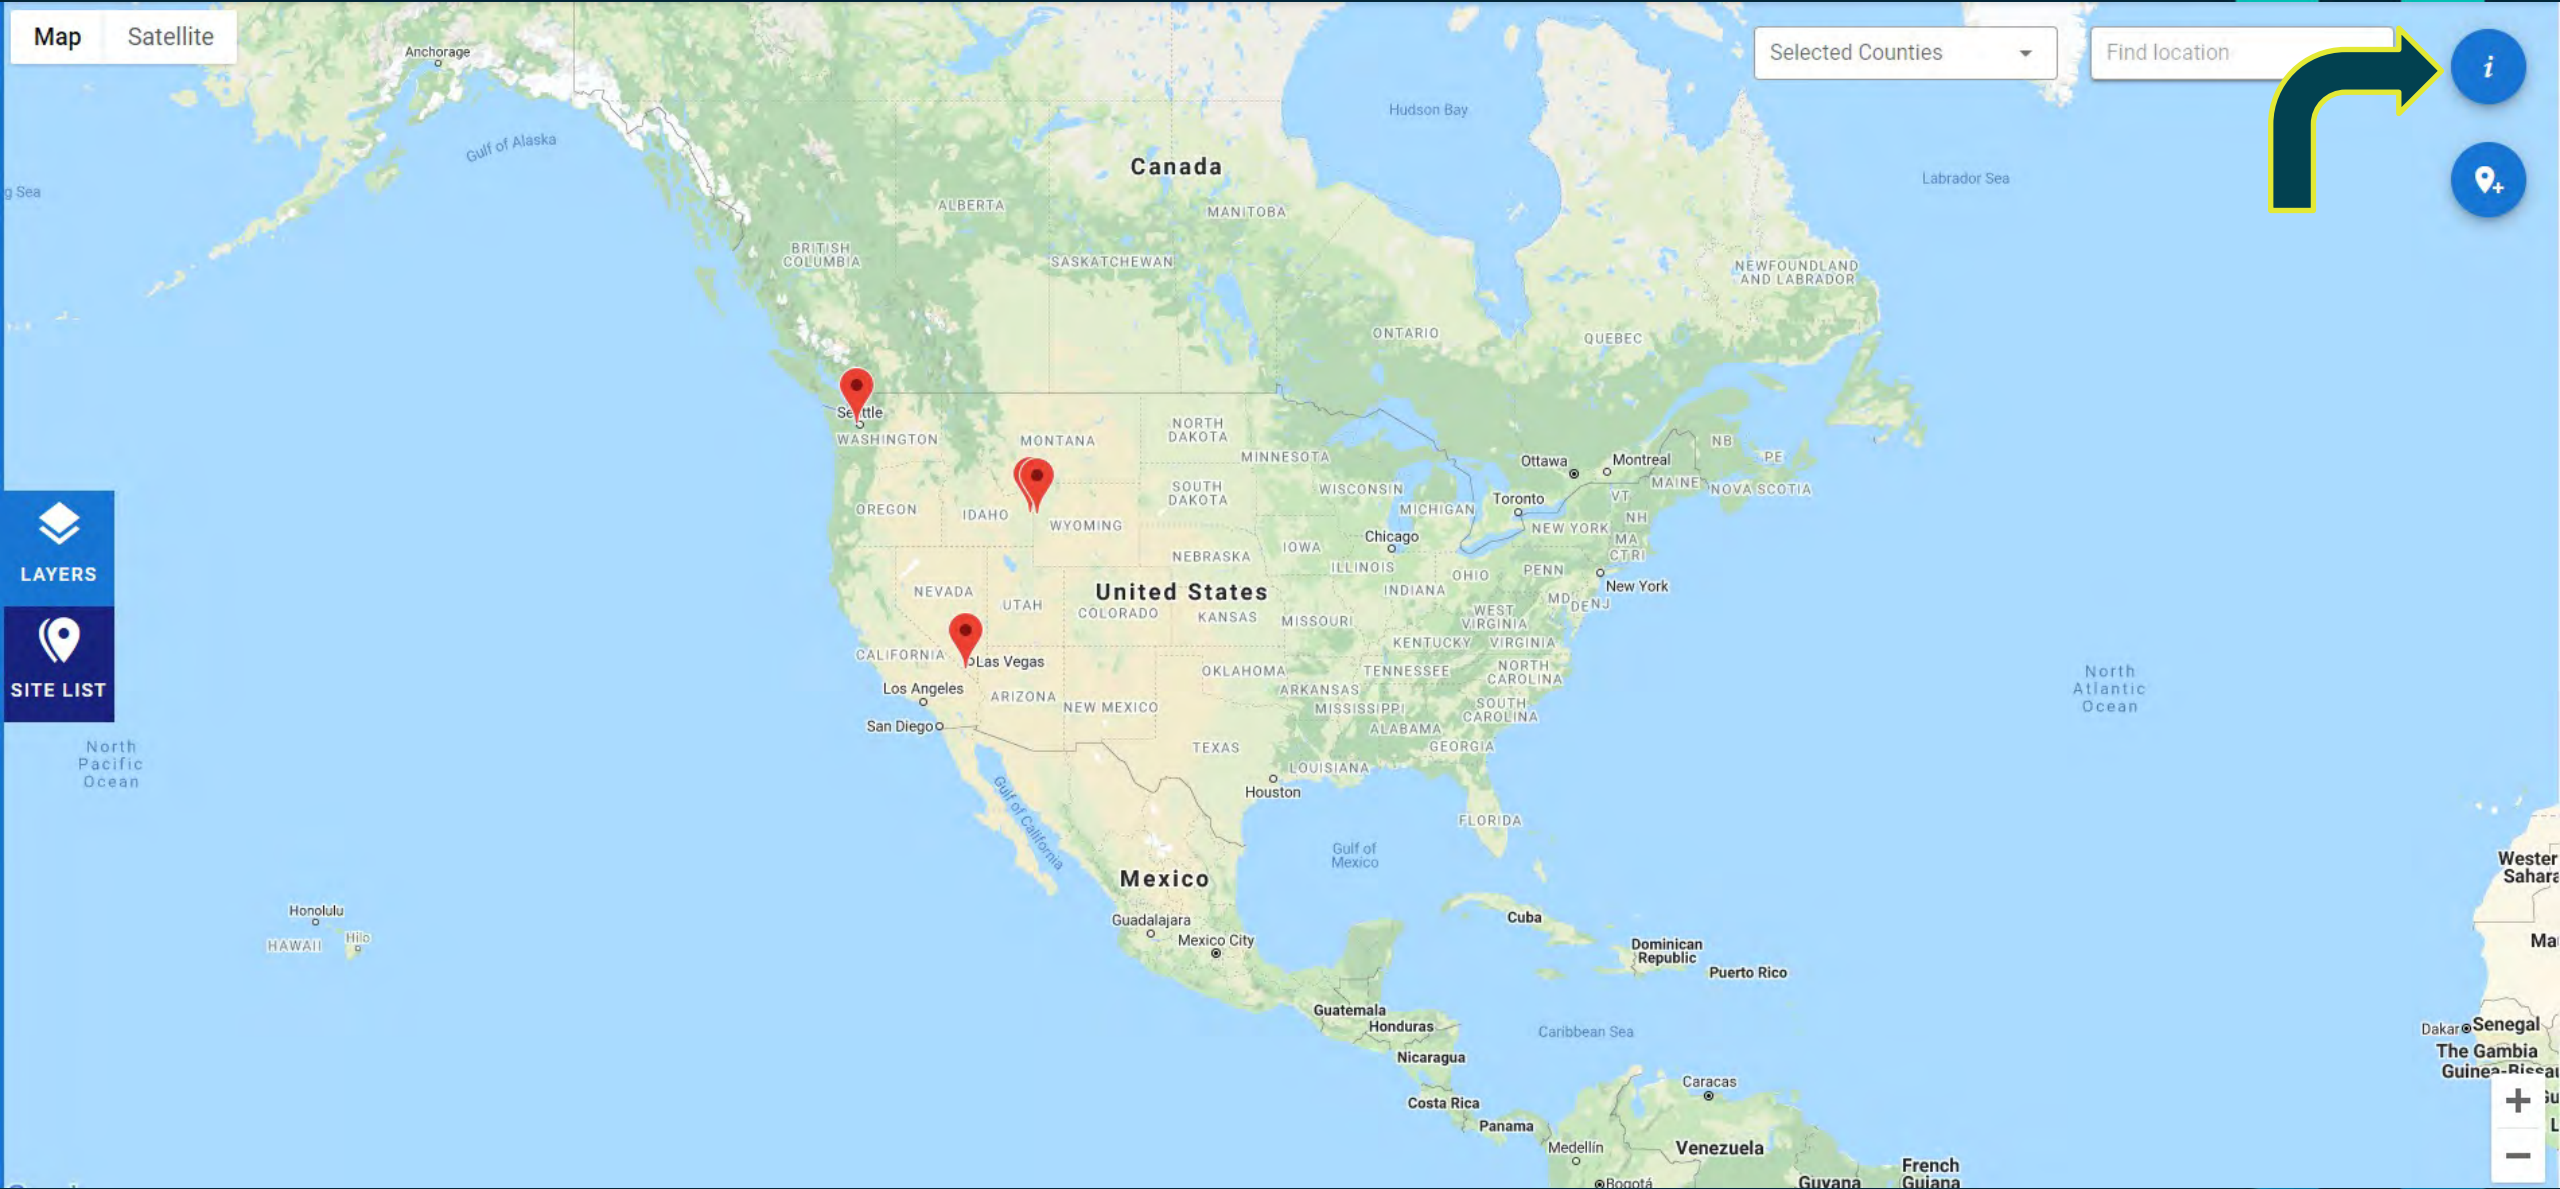 Map
Satellite
Selected Counties
Find location
i
Anchorage
Gulf of Alaska
g Sea
Hudson Bay
Labrador Sea
Canada
ALBERTA
MANITOBA
BRITISH
COLUMBIA
SASKATCHEWAN
NEWFOUNDLAND
AND LABRADOR
ONTARIO
QUEBEC
Seattle
WASHINGTON
MONTANA
NORTH
DAKOTA
MINNESOTA
Ottawa
Montreal
NB
PE
MAINE
NOVA SCOTIA
SOUTH
DAKOTA
WISCONSIN
MICHIGAN
Toronto
VT
NH
OREGON
IDAHO
WYOMING
NEW YORK
MA
CT
RI
Chicago
IOWA
NEBRASKA
ILLINOIS
INDIANA
OHIO
PENN
New York
LAYERS
NEVADA
UTAH
United States
COLORADO
KANSAS
MISSOURI
WEST
VIRGINIA
MD
DE
NJ
KENTUCKY
VIRGINIA
CALIFORNIA
Las Vegas
OKLAHOMA
TENNESSEE
NORTH
CAROLINA
SITE LIST
Los Angeles
ARIZONA
NEW MEXICO
ARKANSAS
MISSISSIPPI
SOUTH
CAROLINA
North
Atlantic
Ocean
San Diego
ALABAMA
TEXAS
GEORGIA
LOUISIANA
North
Pacific
Ocean
Gulf of California
Houston
FLORIDA
Gulf of
Mexico
Wester
Sahara
Mexico
Honolulu
HAWAII
Hilo
Guadalajara
Mexico City
Cuba
Dominican
Republic
Puerto Rico
Ma
Guatemala
Honduras
Caribbean Sea
Dakar
Senegal
The Gambia
Guinea-Bissau
Nicaragua
Caracas
Costa Rica
Panama
Medellín
Venezuela
French
Guiana
Guyana
Bogotá
+
−